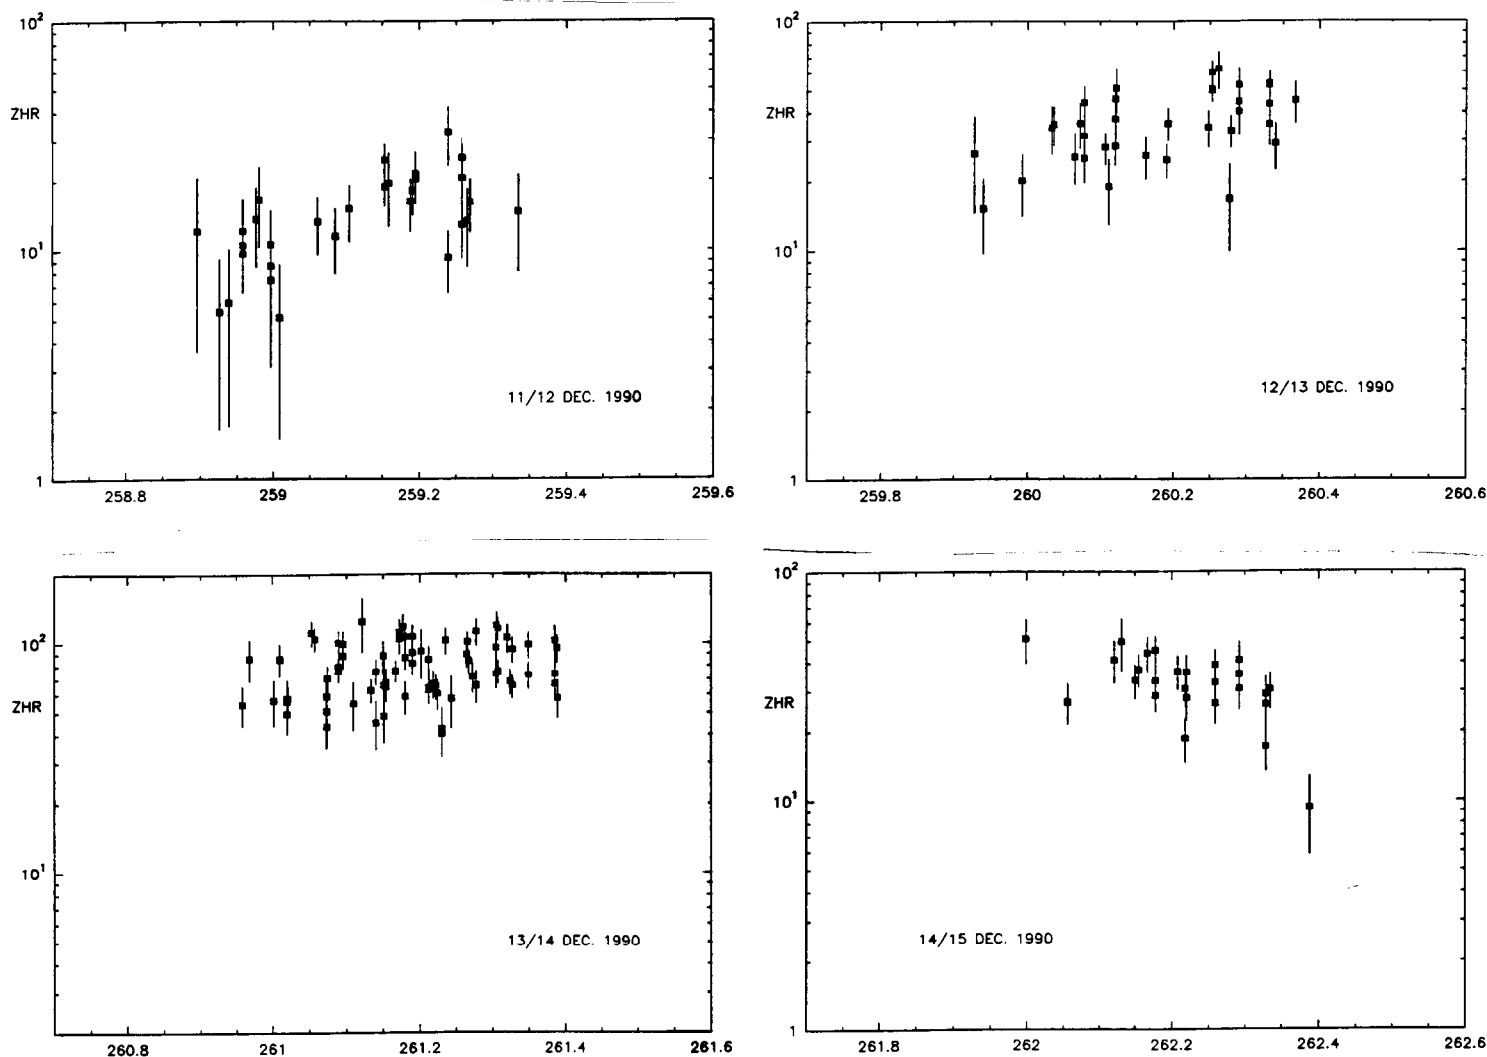 10²
ZHR
10¹
11/12 DEC. 1990
1
258.8 259 259.2 259.4 259.6
10²
ZHR
10¹
12/13 DEC. 1990
1
259.8 260 260.2 260.4 260.6
10²
ZHR
10¹
13/14 DEC. 1990
260.8 261 261.2 261.4 261.6
10²
ZHR
10¹
14/15 DEC. 1990
1
261.8 262 262.2 262.4 262.6